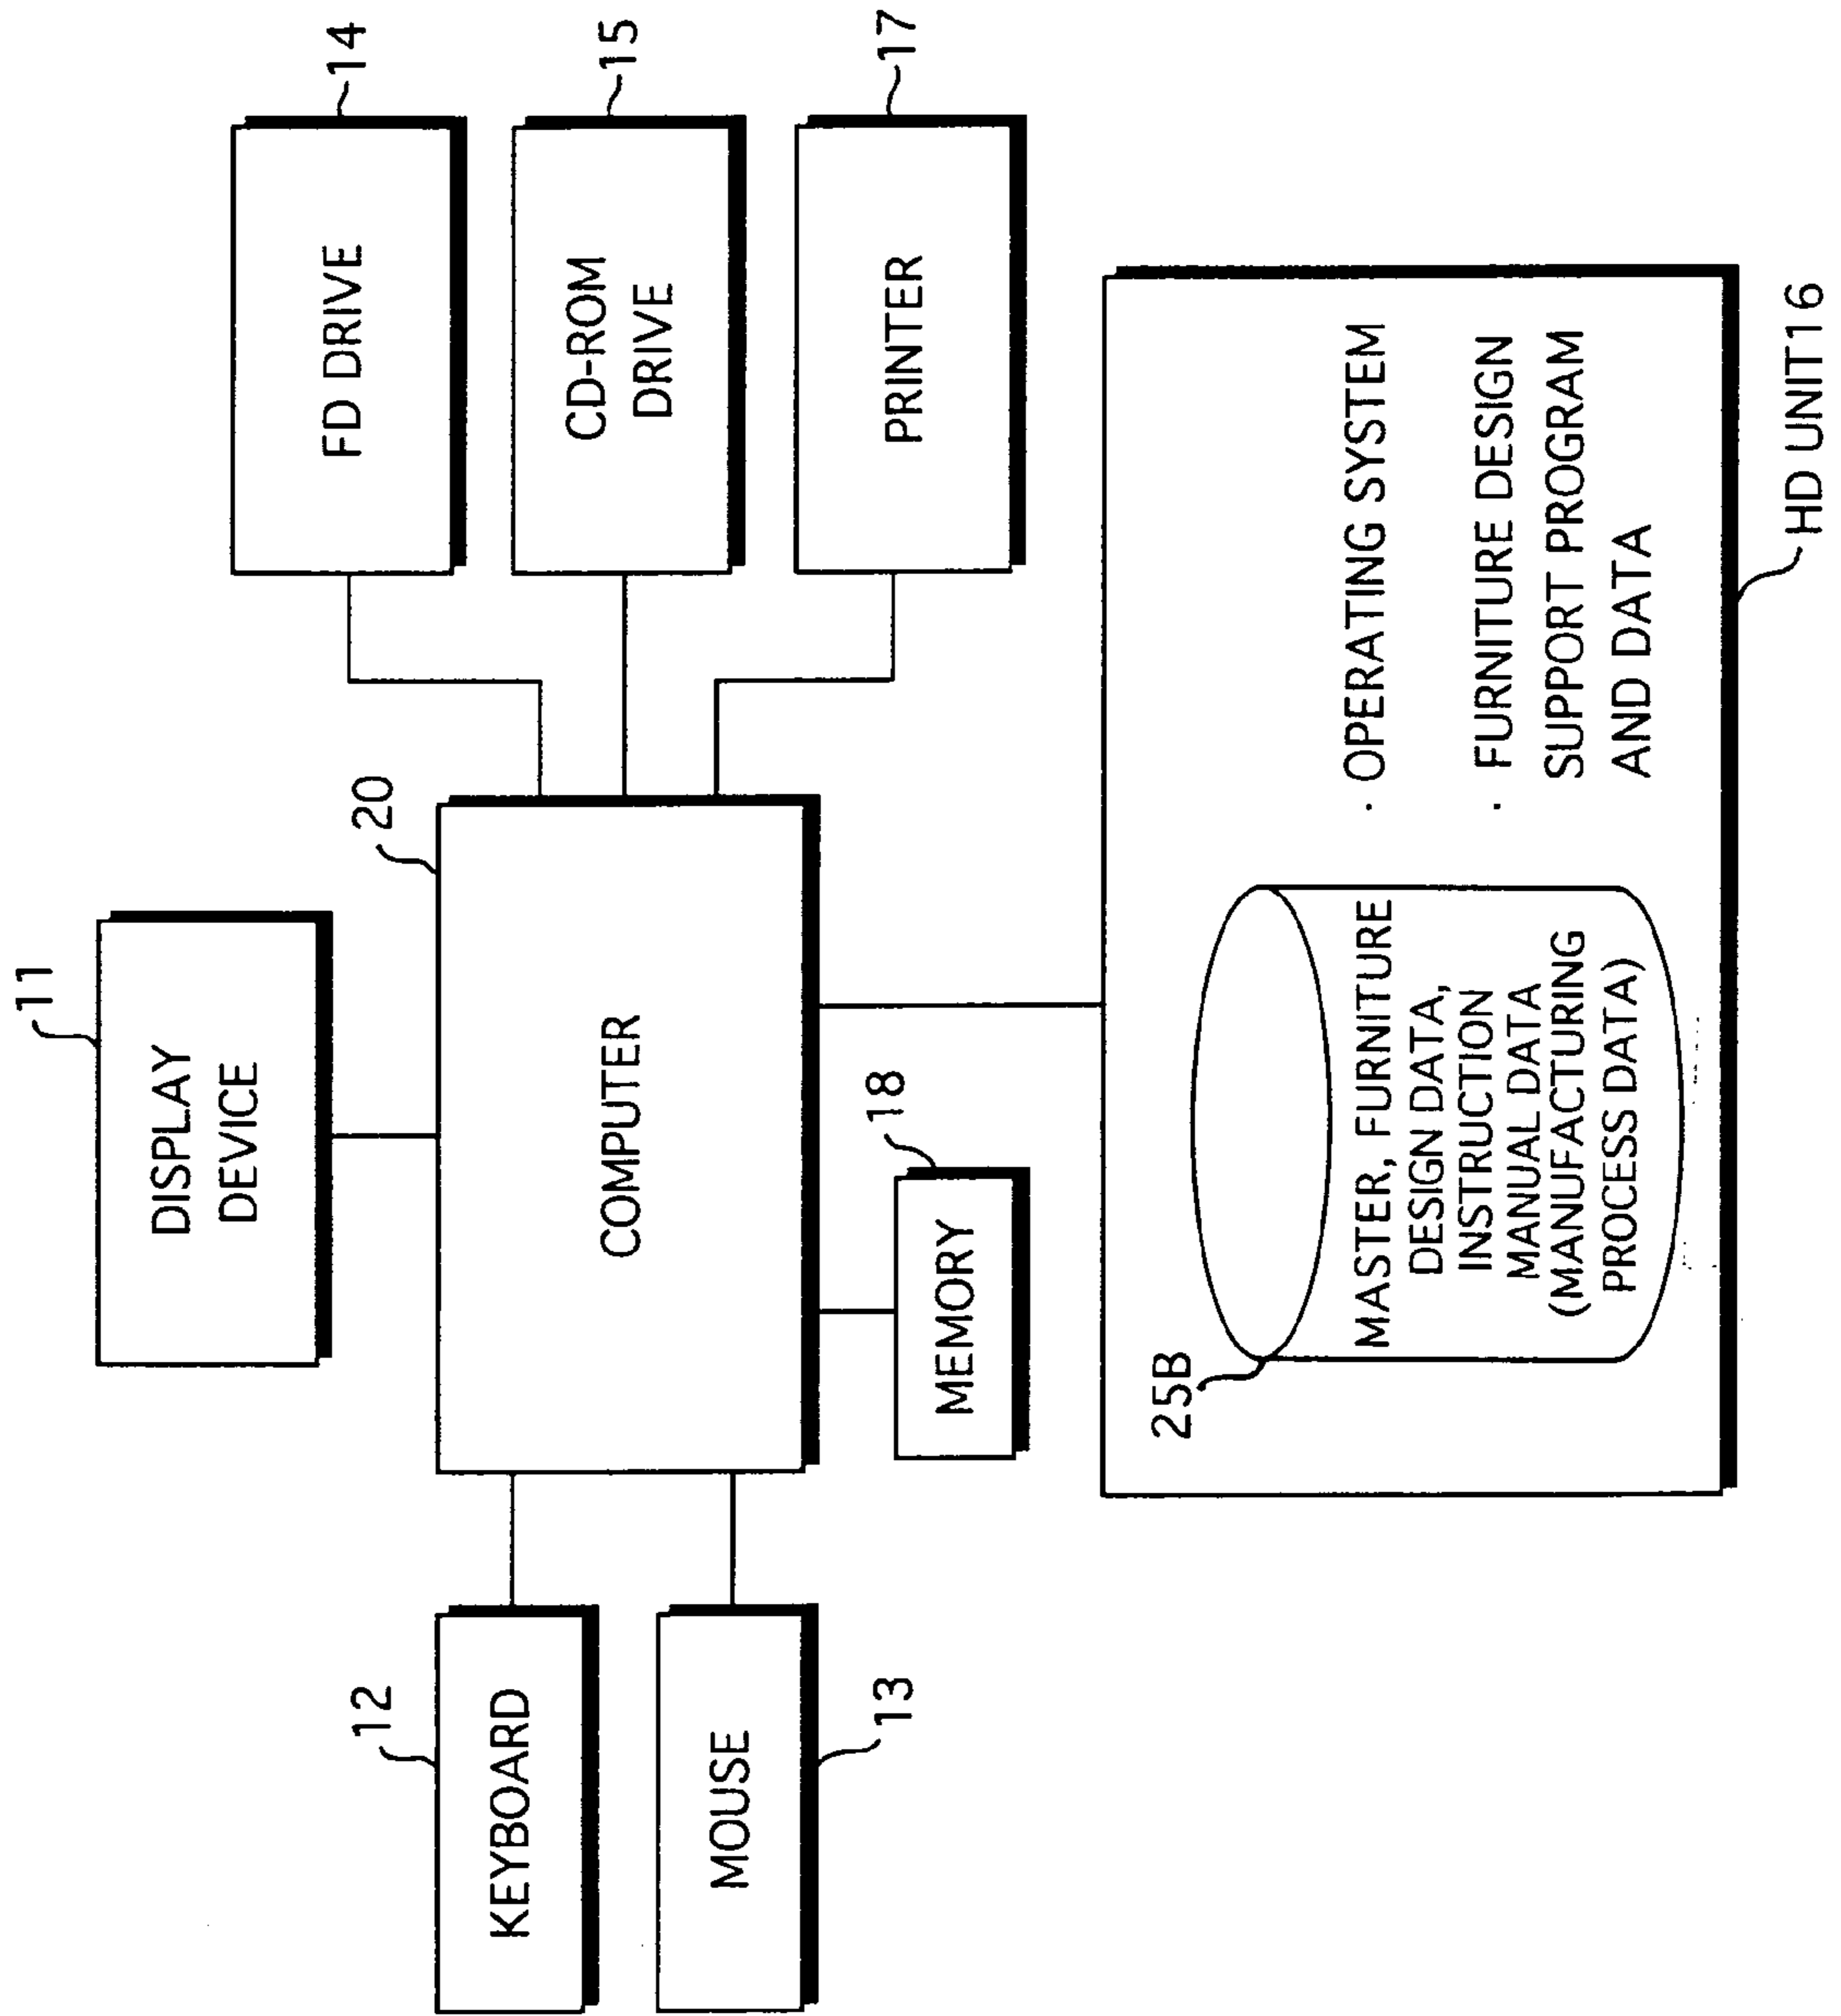 11
DISPLAY
DEVICE
20
COMPUTER
12
KEYBOARD
MOUSE
13
14
FD DRIVE
15
CD-ROM
DRIVE
17
PRINTER
18
MEMORY
25B
MASTER, FURNITURE
DESIGN DATA,
INSTRUCTION
MANUAL DATA
(MANUFACTURING
PROCESS DATA)
· OPERATING SYSTEM
· FURNITURE DESIGN
SUPPORT PROGRAM
AND DATA
HD UNIT16